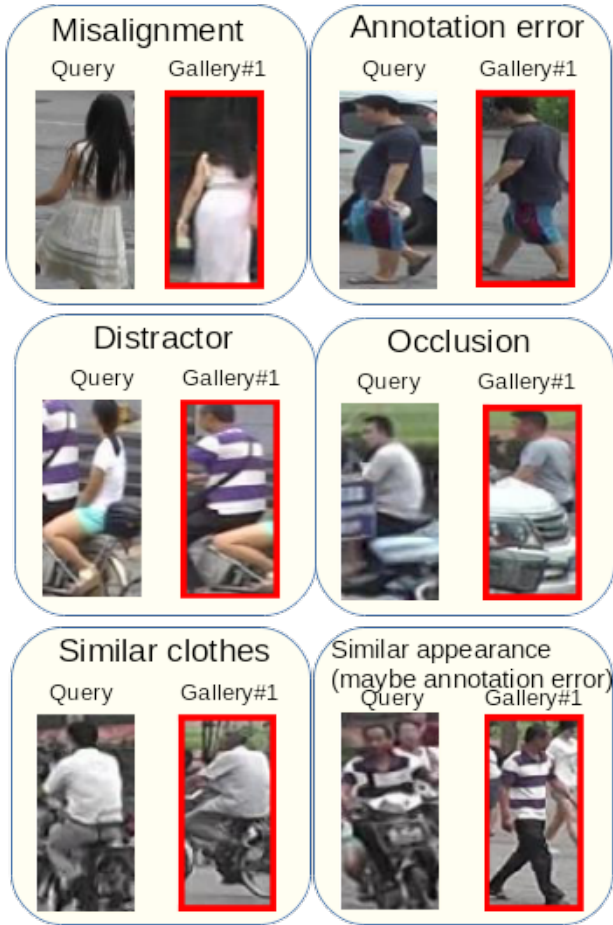 Misalignment
Query
Gallery#1
Annotation error
Query
Gallery#1
Distractor
Query
Gallery#1
Occlusion
Query
Gallery#1
Similar clothes
Query
Gallery#1
Similar appearance
(maybe annotation error)
Query
Gallery#1